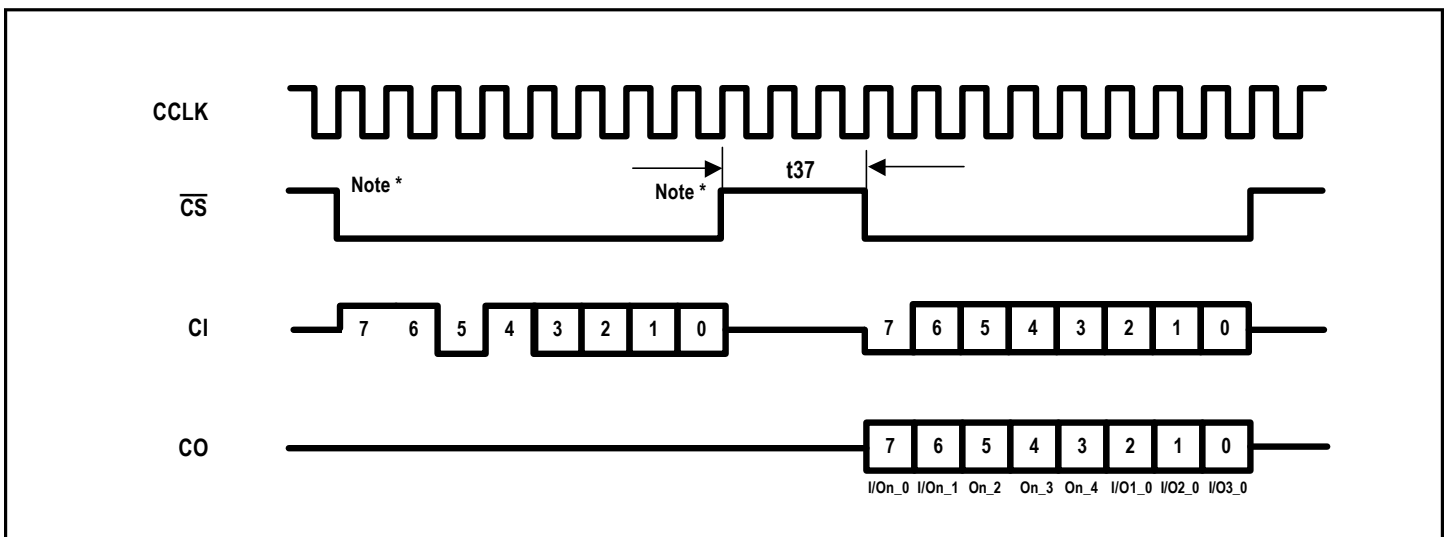 CCLK
t37
Note * Note *
CS
CI 7 6 5 4 3 2 1 0 7 6 5 4 3 2 1 0
CO 7 6 5 4 3 2 1 0
I/On_0 I/On_1 On_2 On_3 On_4 I/O1_0 I/O2_0 I/O3_0